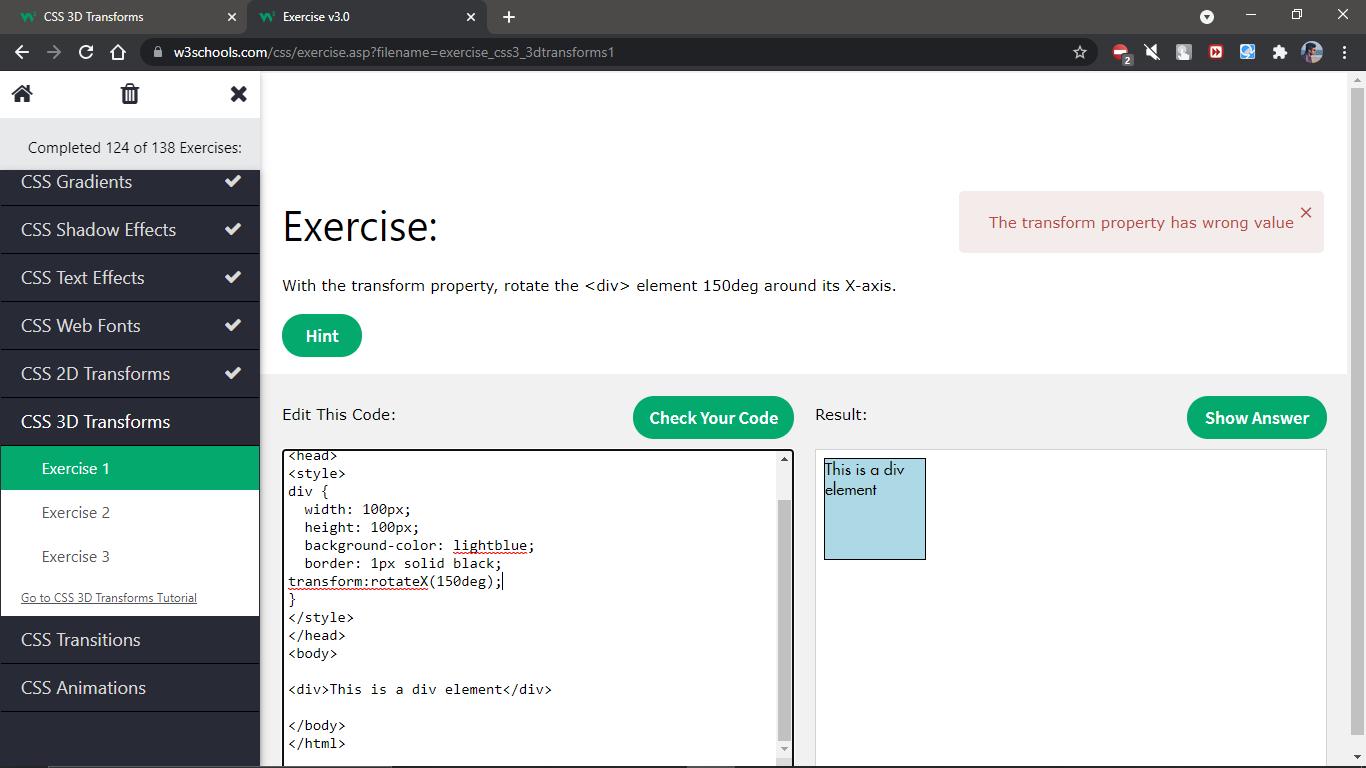 CSS 3D Transforms
Exercise v3.0
w3schools.com/css/exercise.asp?filename=exercise_css3_3dtransforms1
2
Completed 124 of 138 Exercises:
CSS Gradients
CSS Shadow Effects
CSS Text Effects
CSS Web Fonts
CSS 2D Transforms
CSS 3D Transforms
Exercise 1
Exercise 2
Exercise 3
Go to CSS 3D Transforms Tutorial
CSS Transitions
CSS Animations
Exercise:
The transform property has wrong value
With the transform property, rotate the <div> element 150deg around its X-axis.
Hint
Edit This Code:
Check Your Code
<head>
<style>
div {
  width: 100px;
  height: 100px;
  background-color: lightblue;
  border: 1px solid black;
transform:rotateX(150deg);
}
</style>
</head>
<body>
<div>This is a div element</div>
</body>
</html>
Result:
Show Answer
This is a div
element